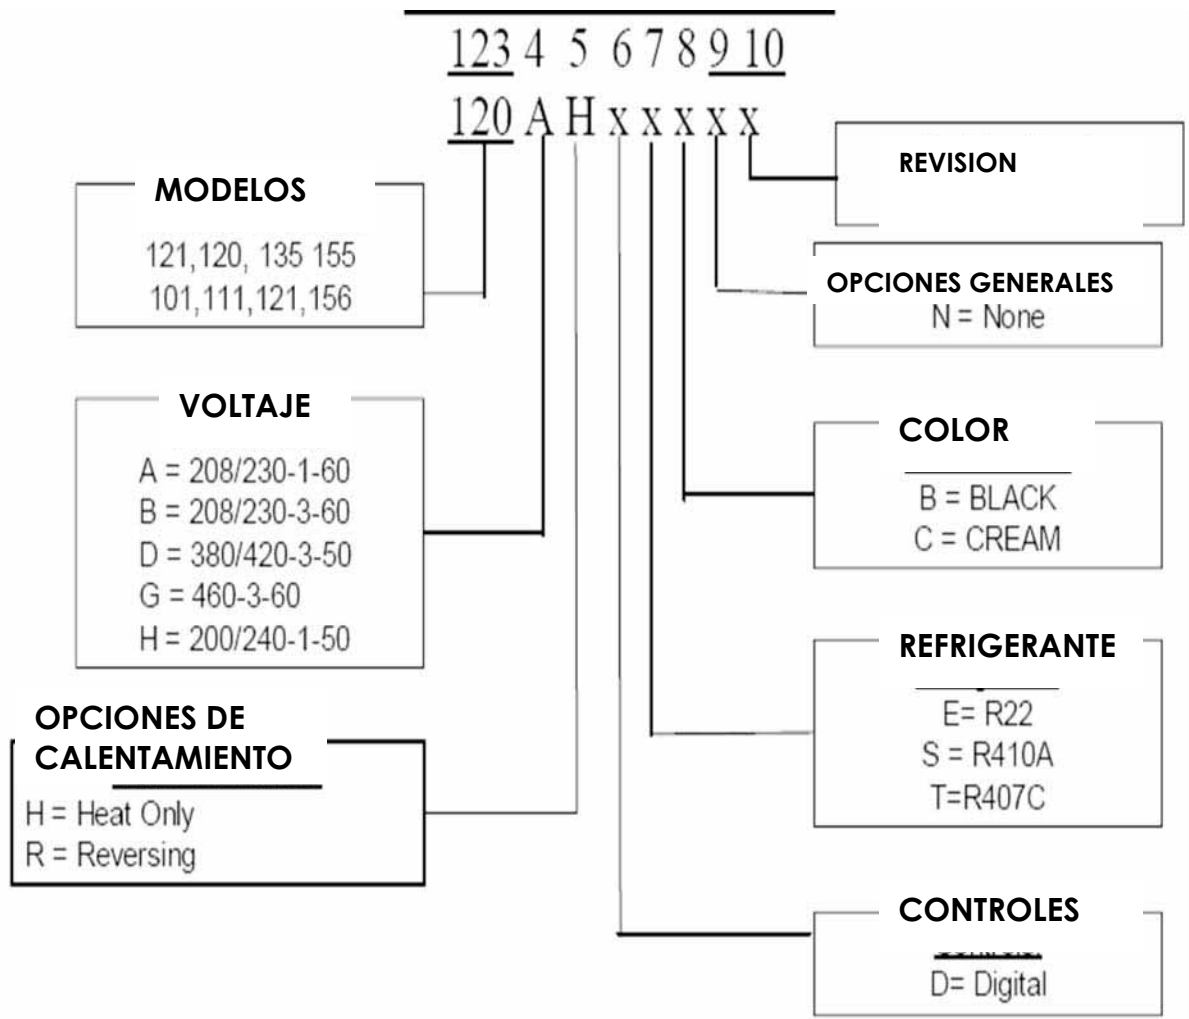 123 4 5 6 7 8 9 10
120 A H x x x x x
MODELOS
121,120, 135 155
101,111,121,156
VOLTAJE
A = 208/230-1-60
B = 208/230-3-60
D = 380/420-3-50
G = 460-3-60
H = 200/240-1-50
OPCIONES DE
CALENTAMIENTO
H = Heat Only
R = Reversing
REVISION
OPCIONES GENERALES
N = None
COLOR
B = BLACK
C = CREAM
REFRIGERANTE
E= R22
S = R410A
T=R407C
CONTROLES
D= Digital